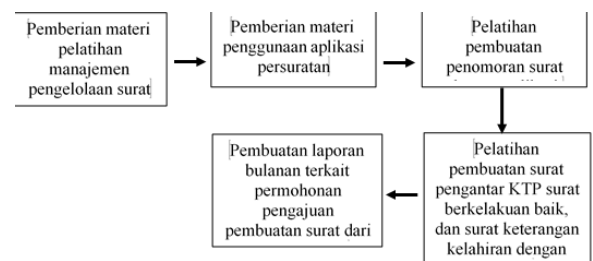 Pemberian materi
pelatihan
manajemen
pengelolaan surat
Pemberian materi
penggunaan aplikasi
persuratan
Pelatihan
pembuatan
penomoran surat
Pelatihan
pembuatan surat
pengantar KTP surat
berkelakuan baik,
dan surat keterangan
kelahiran dengan
Pembuatan laporan
bulanan terkait
permohonan
pengajuan
pembuatan surat dari